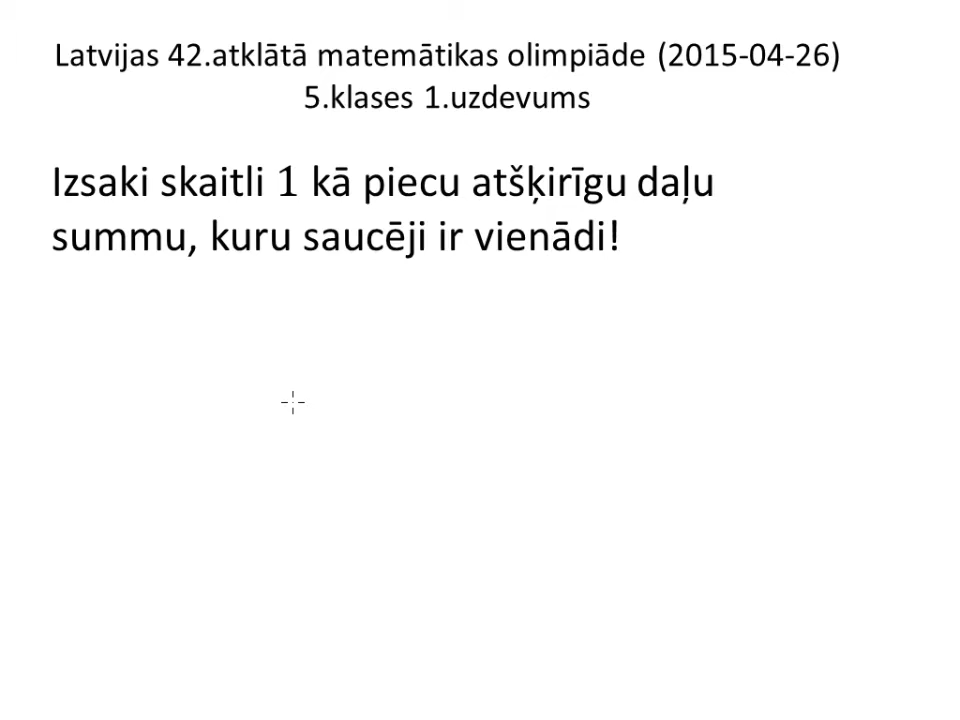 Latvijas 42.atklātā matemātikas olimpiāde (2015-04-26)
5.klases 1.uzdevums
Izsaki skaitli 1 kā piecu atšķirīgu daļu
summu, kuru saucēji ir vienādi!